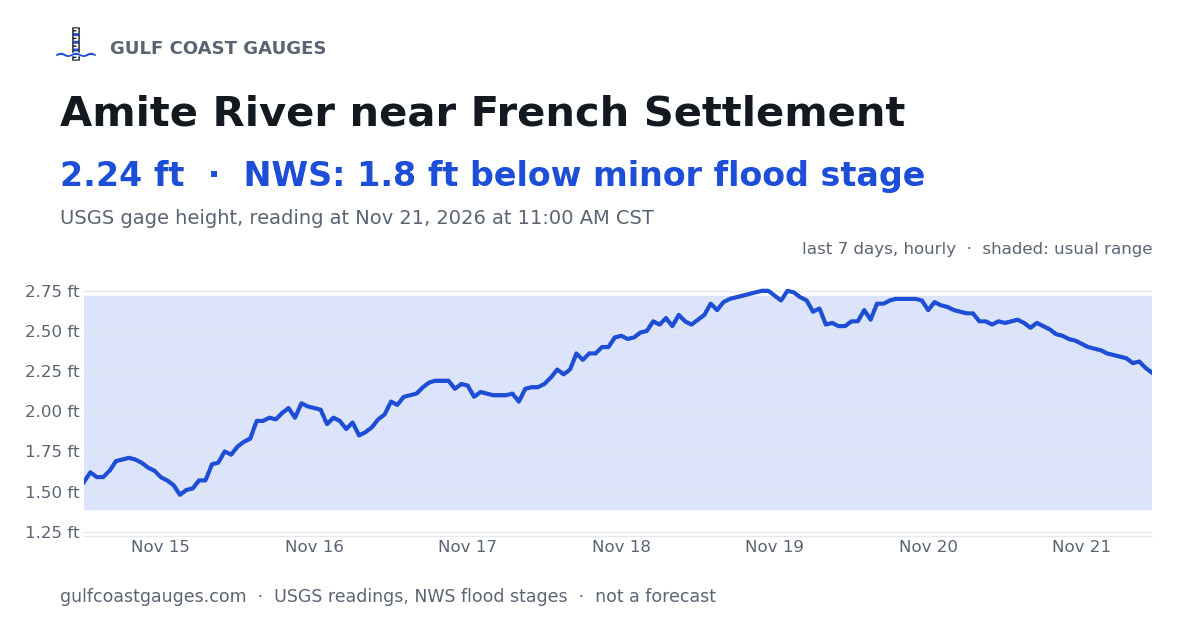 GULF COAST GAUGES
Amite River near French Settlement
2.24 ft · NWS: 1.8 ft below minor flood stage
USGS gage height, reading at Nov 21, 2026 at 11:00 AM CST
last 7 days, hourly · shaded: usual range
2.75 ft
2.50 ft
2.25 ft
2.00 ft
1.75 ft
1.50 ft
1.25 ft
Nov 15 Nov 16 Nov 17 Nov 18 Nov 19 Nov 20 Nov 21
gulfcoastgauges.com · USGS readings, NWS flood stages · not a forecast